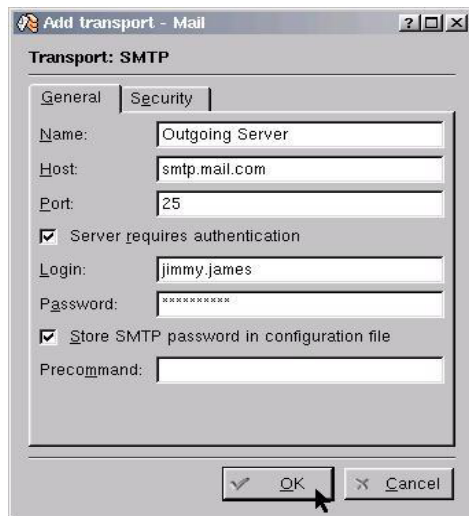 Add transport - Mail
Transport: SMTP
General Security
Name: Outgoing Server
Host: smtp.mail.com
Port: 25
Server requires authentication
Login: jimmy.james
Password: **********
Store SMTP password in configuration file
Precommand:
OK Cancel